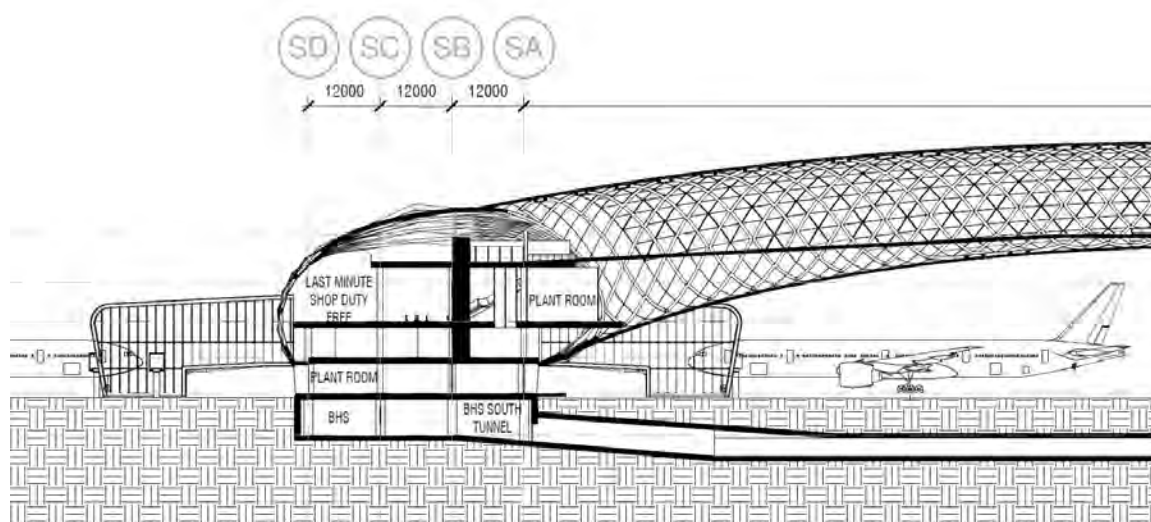 SD SC SB SA
12000 12000 12000
LAST MINUTE
SHOP DUTY
FREE
PLANT ROOM
PLANT ROOM
BHS
BHS SOUTH
TUNNEL